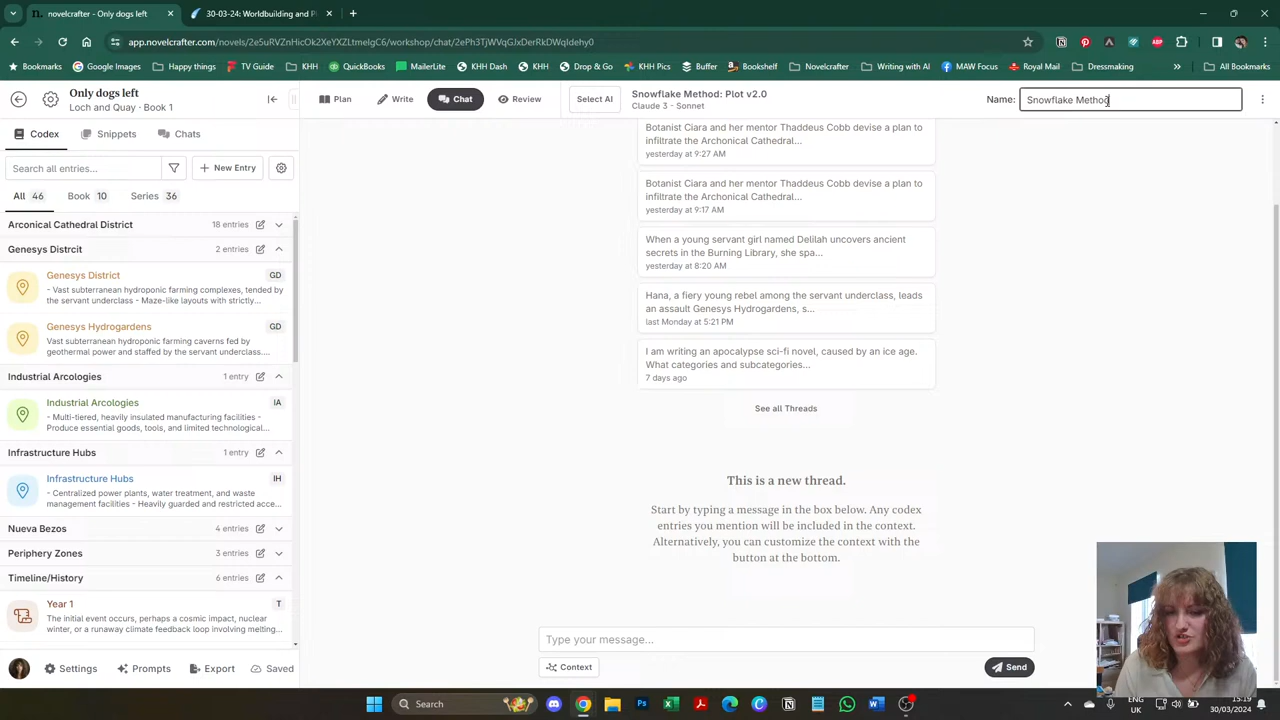 novelcrafter - Only dogs left
30-03-24: Worldbuilding and P
app.novelcrafter.com/novels/2e5uRVZnHicOk2XeYXZLtmeIgC6/workshop/chat/2ePh3TjWVqGJxDerRkDWqIdehy0
Bookmarks
Google Images
Happy things
KHH
QuickBooks
MailerLite
TV Guide
KHH
Drop & Go
KHH
Buffer
Bookshelf
Novelcrafter
Writing with AI
MAW Focus
Pressmaster
All Bookmarks
Only dogs left
Loch and Quay - Book 1
Plan
Write
Chat
Review
Select AI
Snowflake Method: Plot v2.0
Claude 3 - Sonnet
Name:
Snowflake Method
Codex
Snippets
Chats
Search all entries...
+ New Entry
All 46
Book 10
Series 36
Arconical Cathedral District
18 entries
Genesys Distrcit
2 entries
Genesys District
GD
- Vast subterranean hydroponic farming complexes, tended by
the servant underclass - Maze-like layouts with strictly...
Genesys Hydrogardens
GD
Vast subterranean hydroponic farming caverns fed by
geothermal power and staffed by the servant underclass....
Industrial Arcologies
1 entry
Industrial Arcologies
IA
- Multi-tiered, heavily insulated manufacturing facilities -
Produce essential goods, tools, and limited technological...
Infrastructure Hubs
1 entry
Infrastructure Hubs
IH
- Centralized power plants, water treatment, and waste
management facilities - Heavily guarded and restricted acce...
Nueva Bezos
4 entries
Periphery Zones
3 entries
Timeline/History
6 entries
Year 1
T
The initial event occurs, perhaps a cosmic impact, nuclear
winter, or a runaway climate feedback loop involving melting...
Settings
Prompts
Export
Saved
Botanist Ciara and her mentor Thaddeus Cobb devise a plan to
infiltrate the Archonical Cathedral...
yesterday at 9:27 AM
Botanist Ciara and her mentor Thaddeus Cobb devise a plan to
infiltrate the Archonical Cathedral...
yesterday at 9:17 AM
When a young servant girl named Delilah uncovers ancient
secrets in the Burning Library, she spa...
yesterday at 8:20 AM
Hana, a fiery young rebel among the servant underclass, leads
an assault Genesys Hydrogardens, s...
last Monday at 5:21 PM
I am writing an apocalypse sci-fi novel, caused by an ice age.
What categories and subcategories...
7 days ago
See all Threads
This is a new thread.
Start by typing a message in the box below. Any codex
entries you mention will be included in the context.
Alternatively, you can customize the context with the
button at the bottom.
Type your message...
Context
Send
Search
ENG
UK
15:19
30/03/2024